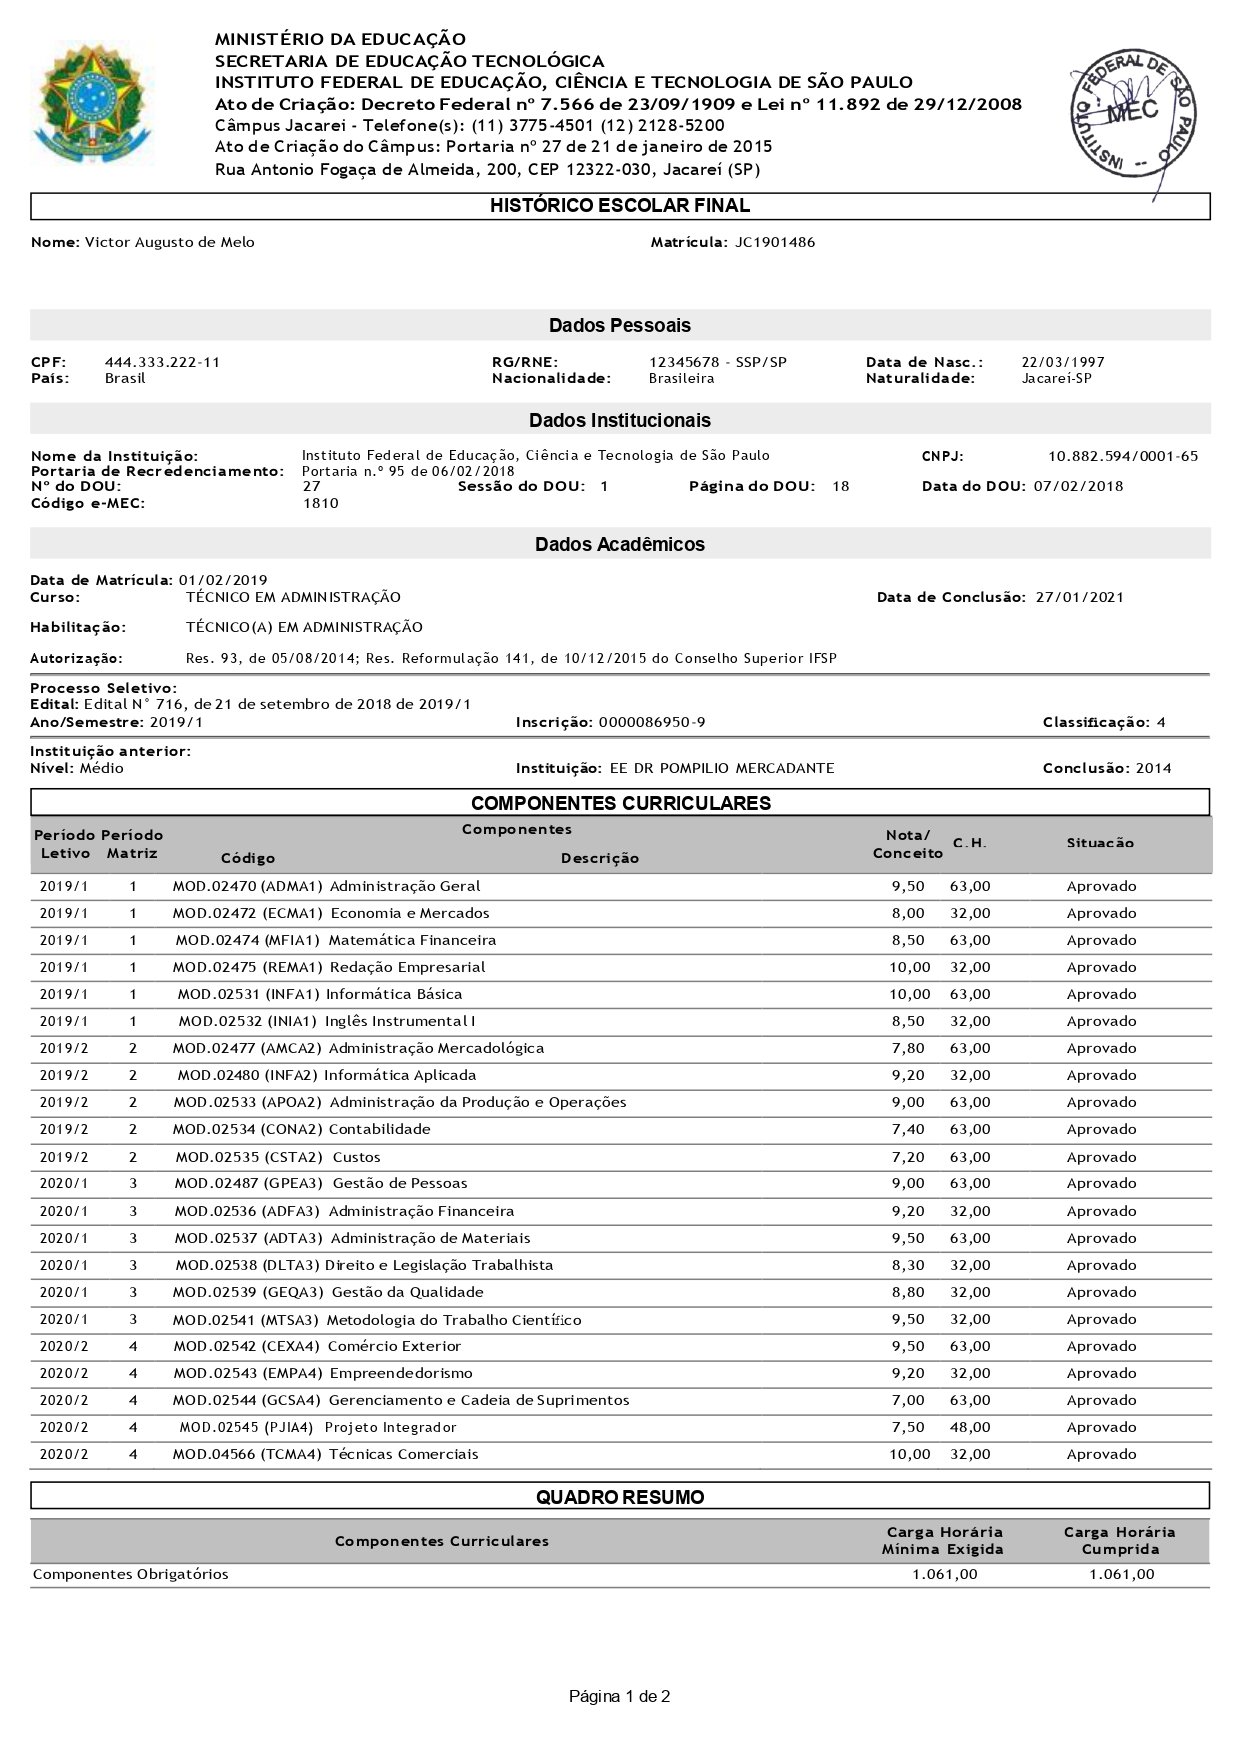 MINISTÉRIO DA EDUCAÇÃO
SECRETARIA DE EDUCAÇÃO TECNOLÓGICA
INSTITUTO FEDERAL DE EDUCAÇÃO, CIÊNCIA E TECNOLOGIA DE SÃO PAULO
Ato de Criação: Decreto Federal nº 7.566 de 23/09/1909 e Lei nº 11.892 de 29/12/2008
Câmpus Jacarei - Telefone(s): (11) 3775-4501 (12) 2128-5200
Ato de Criação do Câmpus: Portaria nº 27 de 21 de janeiro de 2015
Rua Antonio Fogaça de Almeida, 200, CEP 12322-030, Jacareí (SP)
INSTITUTO FEDERAL DE SÃO PAULO --
MEC
HISTÓRICO ESCOLAR FINAL
Nome: Victor Augusto de Melo Matrícula: JC1901486
Dados Pessoais
CPF: 444.333.222-11 RG/RNE: 12345678 - SSP/SP Data de Nasc.: 22/03/1997
País: Brasil Nacionalidade: Brasileira Naturalidade: Jacareí-SP
Dados Institucionais
Nome da Instituição: Instituto Federal de Educação, Ciência e Tecnologia de São Paulo CNPJ: 10.882.594/0001-65
Portaria de Recredenciamento: Portaria n.º 95 de 06/02/2018
Nº do DOU: 27 Sessão do DOU: 1 Página do DOU: 18 Data do DOU: 07/02/2018
Código e-MEC: 1810
Dados Acadêmicos
Data de Matrícula: 01/02/2019
Curso: TÉCNICO EM ADMINISTRAÇÃO Data de Conclusão: 27/01/2021
Habilitação: TÉCNICO(A) EM ADMINISTRAÇÃO
Autorização: Res. 93, de 05/08/2014; Res. Reformulação 141, de 10/12/2015 do Conselho Superior IFSP
Processo Seletivo:
Edital: Edital N° 716, de 21 de setembro de 2018 de 2019/1
Ano/Semestre: 2019/1 Inscrição: 0000086950-9 Classificação: 4
Instituição anterior:
Nível: Médio Instituição: EE DR POMPILIO MERCADANTE Conclusão: 2014
COMPONENTES CURRICULARES
Período Letivo Período Matriz Componentes Código Descrição Nota/ Conceito C.H. Situação
2019/1 1 MOD.02470 (ADMA1) Administração Geral 9,50 63,00 Aprovado
2019/1 1 MOD.02472 (ECMA1) Economia e Mercados 8,00 32,00 Aprovado
2019/1 1 MOD.02474 (MFIA1) Matemática Financeira 8,50 63,00 Aprovado
2019/1 1 MOD.02475 (REMA1) Redação Empresarial 10,00 32,00 Aprovado
2019/1 1 MOD.02531 (INFA1) Informática Básica 10,00 63,00 Aprovado
2019/1 1 MOD.02532 (INIA1) Inglês Instrumental I 8,50 32,00 Aprovado
2019/2 2 MOD.02477 (AMCA2) Administração Mercadológica 7,80 63,00 Aprovado
2019/2 2 MOD.02480 (INFA2) Informática Aplicada 9,20 32,00 Aprovado
2019/2 2 MOD.02533 (APOA2) Administração da Produção e Operações 9,00 63,00 Aprovado
2019/2 2 MOD.02534 (CONA2) Contabilidade 7,40 63,00 Aprovado
2019/2 2 MOD.02535 (CSTA2) Custos 7,20 63,00 Aprovado
2020/1 3 MOD.02487 (GPEA3) Gestão de Pessoas 9,00 63,00 Aprovado
2020/1 3 MOD.02536 (ADFA3) Administração Financeira 9,20 32,00 Aprovado
2020/1 3 MOD.02537 (ADTA3) Administração de Materiais 9,50 63,00 Aprovado
2020/1 3 MOD.02538 (DLTA3) Direito e Legislação Trabalhista 8,30 32,00 Aprovado
2020/1 3 MOD.02539 (GEQA3) Gestão da Qualidade 8,80 32,00 Aprovado
2020/1 3 MOD.02541 (MTSA3) Metodologia do Trabalho Científico 9,50 32,00 Aprovado
2020/2 4 MOD.02542 (CEXA4) Comércio Exterior 9,50 63,00 Aprovado
2020/2 4 MOD.02543 (EMPA4) Empreendedorismo 9,20 32,00 Aprovado
2020/2 4 MOD.02544 (GCSA4) Gerenciamento e Cadeia de Suprimentos 7,00 63,00 Aprovado
2020/2 4 MOD.02545 (PJIA4) Projeto Integrador 7,50 48,00 Aprovado
2020/2 4 MOD.04566 (TCMA4) Técnicas Comerciais 10,00 32,00 Aprovado
QUADRO RESUMO
Componentes Curriculares Carga Horária Mínima Exigida Carga Horária Cumprida
Componentes Obrigatórios 1.061,00 1.061,00
Página 1 de 2